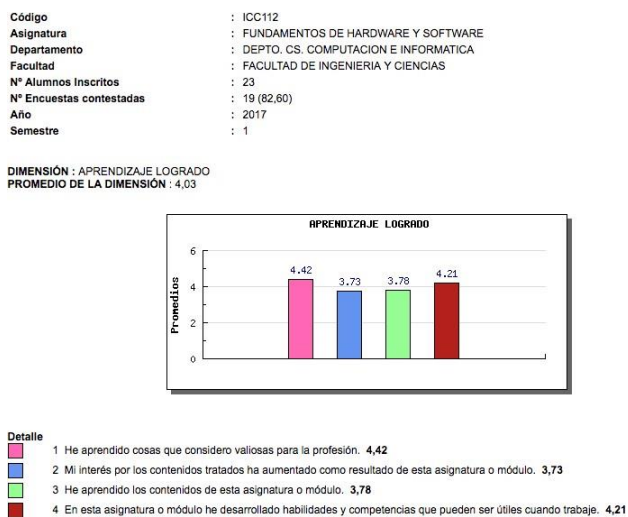 Código : ICC112
Asignatura : FUNDAMENTOS DE HARDWARE Y SOFTWARE
Departamento : DEPTO. CS. COMPUTACION E INFORMATICA
Facultad : FACULTAD DE INGENIERIA Y CIENCIAS
Nº Alumnos Inscritos : 23
Nº Encuestas contestadas : 19 (82,60)
Año : 2017
Semestre : 1
DIMENSIÓN : APRENDIZAJE LOGRADO
PROMEDIO DE LA DIMENSIÓN : 4,03
APRENDIZAJE LOGRADO
Promedios
6
4
2
0
4.42
3.73
3.78
4.21
Detalle
1 He aprendido cosas que considero valiosas para la profesión. 4,42
2 Mi interés por los contenidos tratados ha aumentado como resultado de esta asignatura o módulo. 3,73
3 He aprendido los contenidos de esta asignatura o módulo. 3,78
4 En esta asignatura o módulo he desarrollado habilidades y competencias que pueden ser útiles cuando trabaje. 4,21